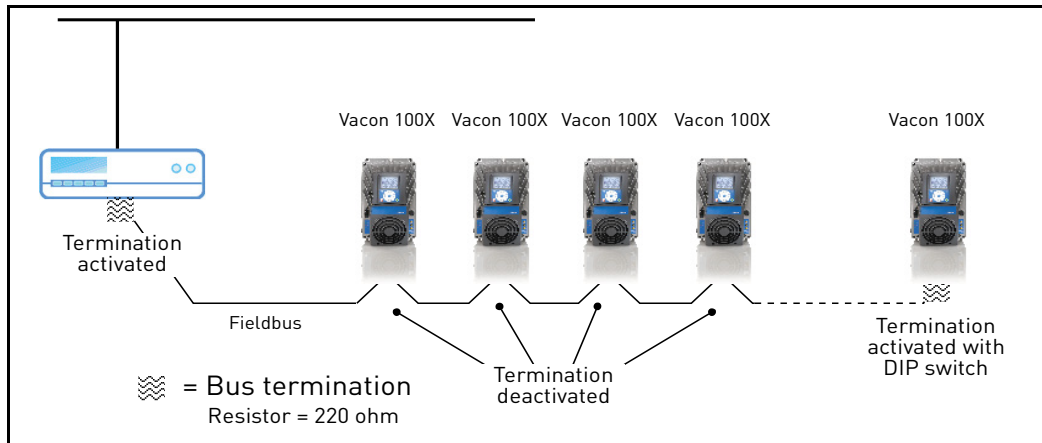 Vacon 100X Vacon 100X Vacon 100X Vacon 100X Vacon 100X
Termination
activated
Fieldbus
Termination
deactivated
Termination
activated with
DIP switch
= Bus termination
Resistor = 220 ohm